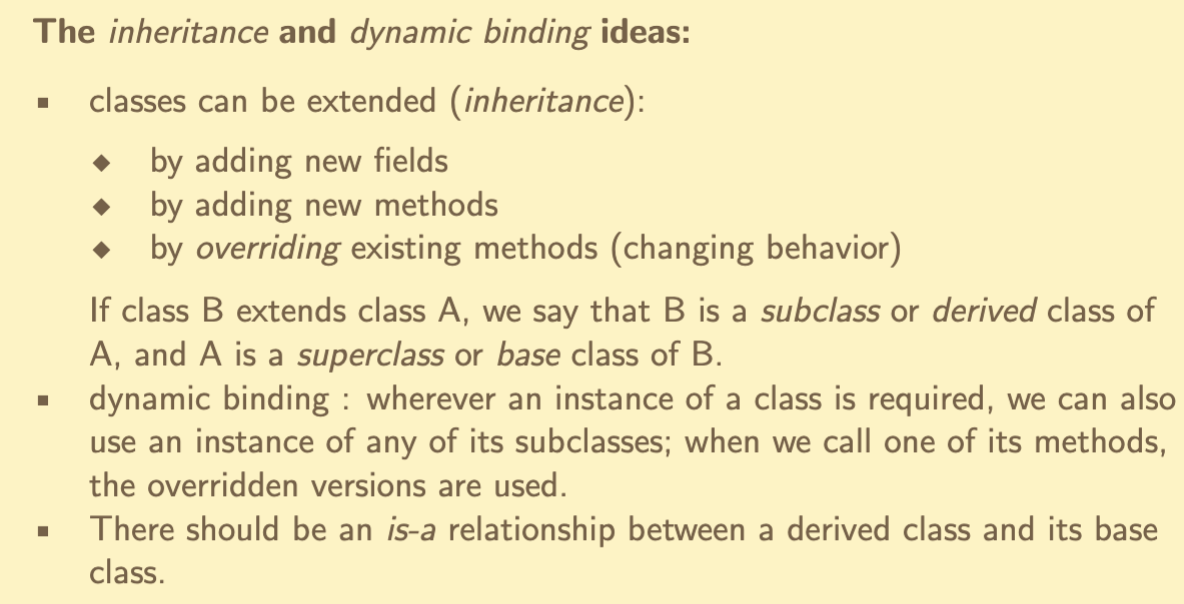 The inheritance and dynamic binding ideas:
▪ classes can be extended (inheritance):
◆ by adding new fields
◆ by adding new methods
◆ by overriding existing methods (changing behavior)
If class B extends class A, we say that B is a subclass or derived class of
A, and A is a superclass or base class of B.
▪ dynamic binding : wherever an instance of a class is required, we can also
use an instance of any of its subclasses; when we call one of its methods,
the overridden versions are used.
▪ There should be an is-a relationship between a derived class and its base
class.